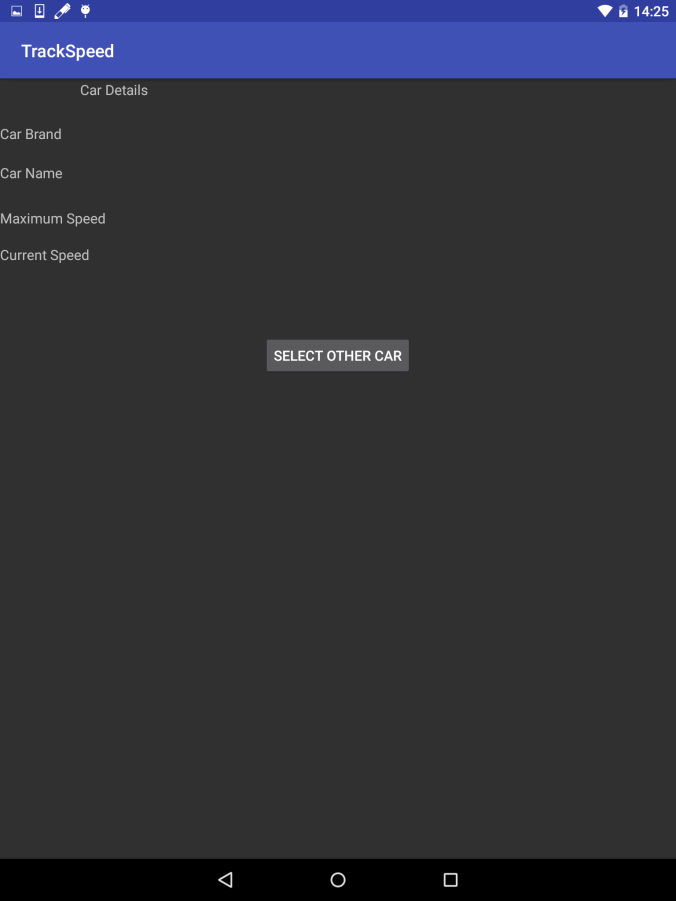 14:25
TrackSpeed
Car Details
Car Brand
Car Name
Maximum Speed
Current Speed
SELECT OTHER CAR